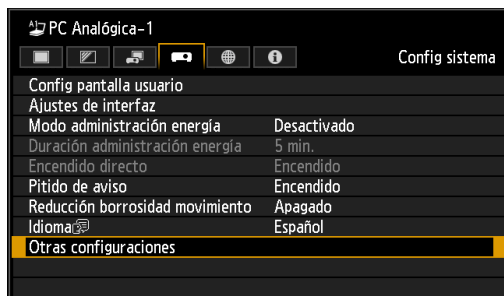 PC Analógica-1
Config sistema
Config pantalla usuario
Ajustes de interfaz
Modo administración energía Desactivado
Duración administración energía 5 min.
Encendido directo Encendido
Pitido de aviso Encendido
Reducción borrosidad movimiento Apagado
Idioma Español
Otras configuraciones